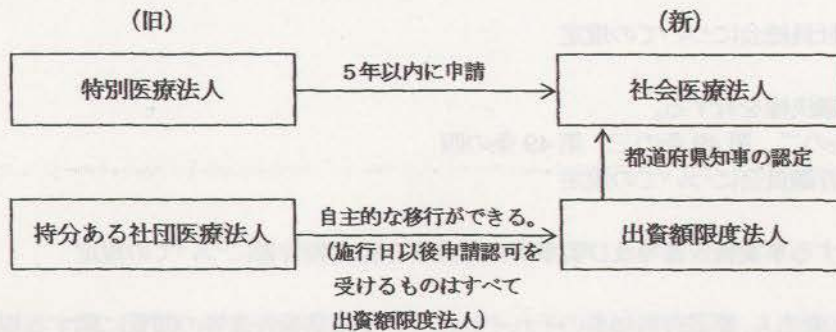 (旧)
(新)
特別医療法人
5年以内に申請
社会医療法人
都道府県知事の認定
持分ある社団医療法人
自主的な移行ができる。
(施行日以後申請認可を
受けるものはすべて
出資額限度法人)
出資額限度法人